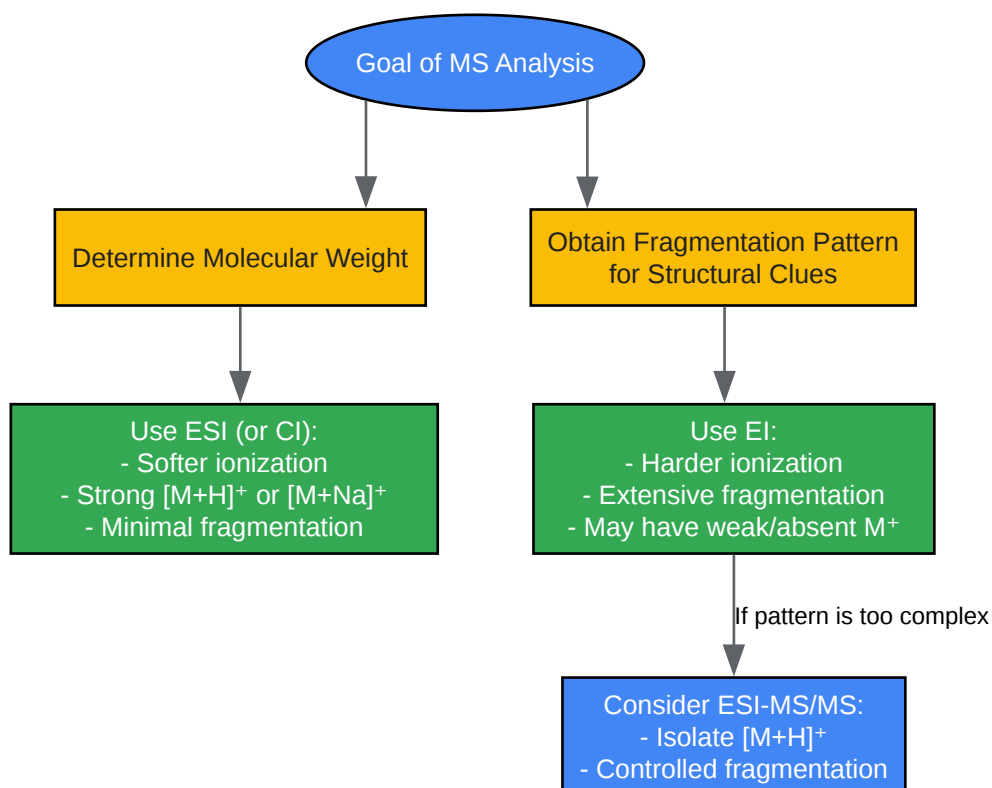 Goal of MS Analysis
Determine Molecular Weight
Obtain Fragmentation Pattern
for Structural Clues
Use ESI (or CI):
- Softer ionization
- Strong [M+H]⁺ or [M+Na]⁺
- Minimal fragmentation
Use EI:
- Harder ionization
- Extensive fragmentation
- May have weak/absent M⁺
If pattern is too complex
Consider ESI-MS/MS:
- Isolate [M+H]⁺
- Controlled fragmentation